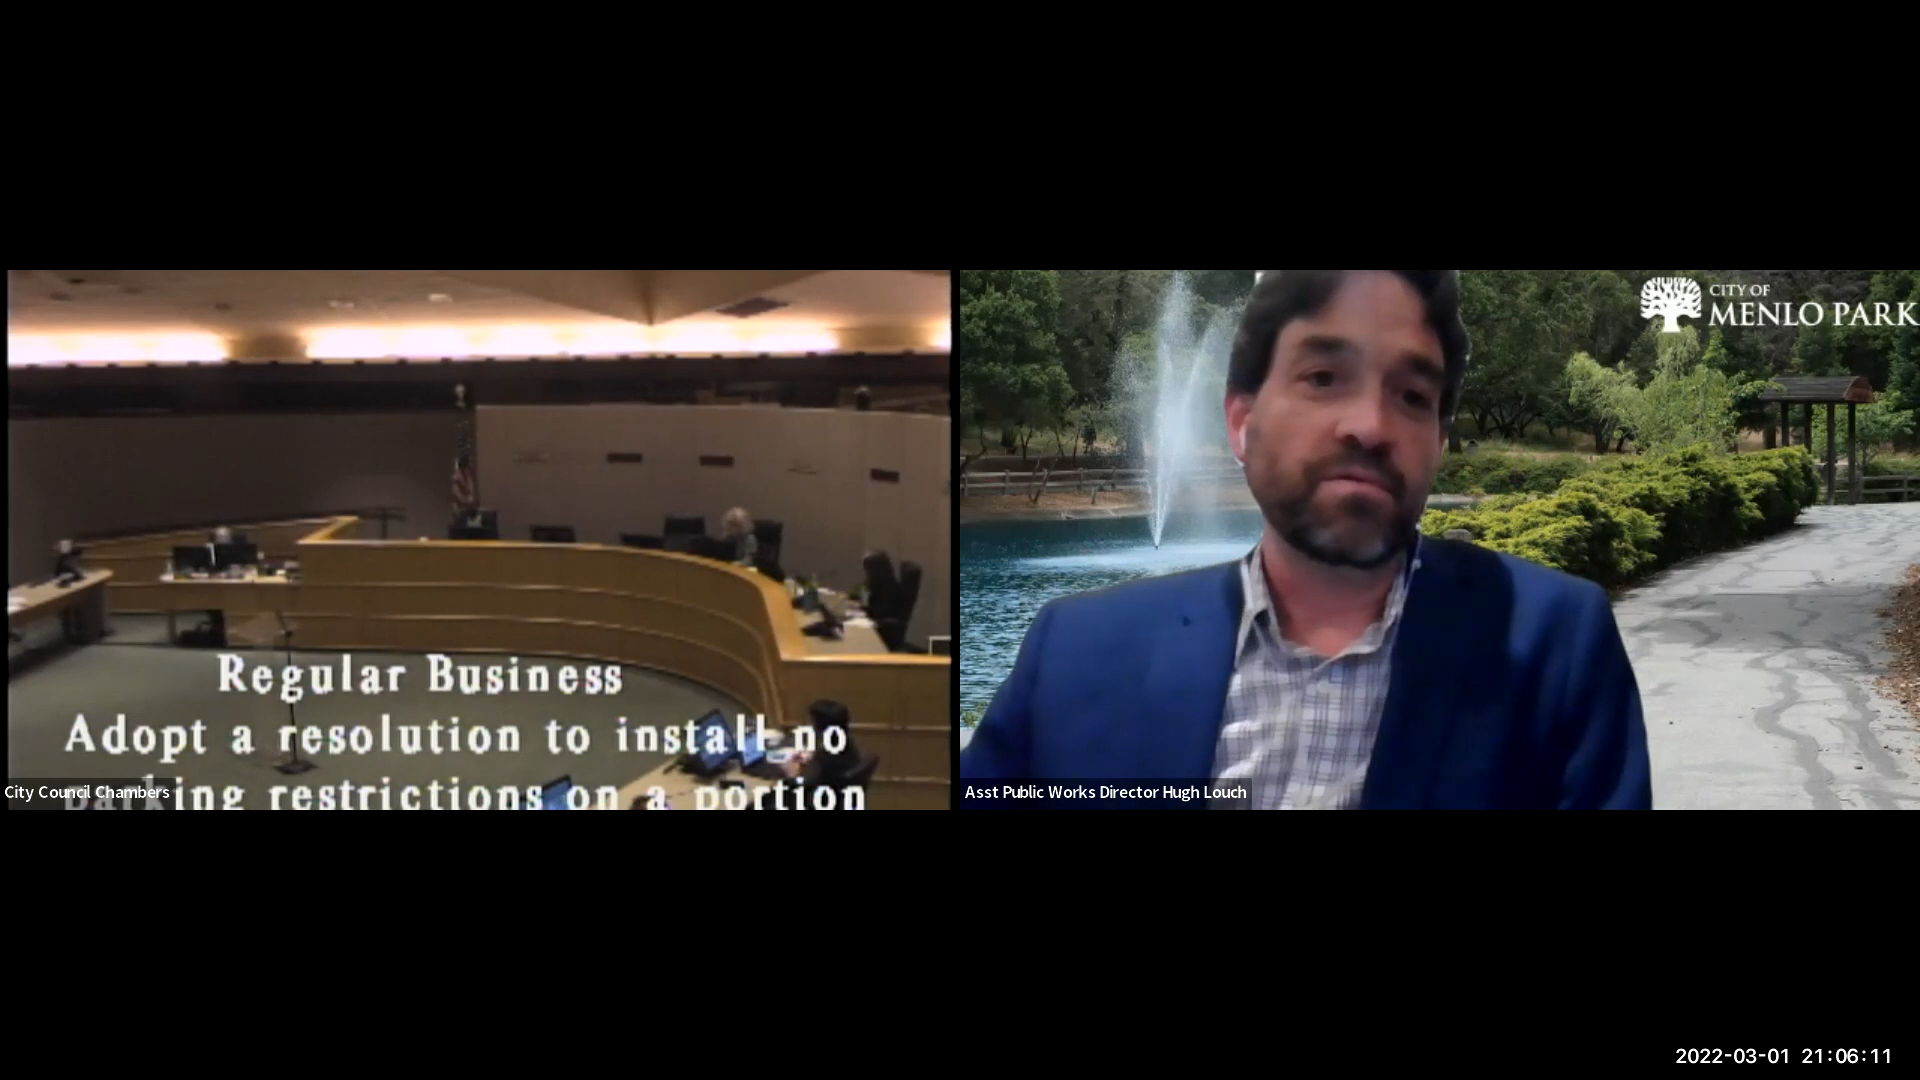 CITY OF
MENLO PARK
Regular Business
Adopt a resolution to install no
parking restrictions on a portion
City Council Chambers
Asst Public Works Director Hugh Louch
2022-03-01 21:06:11